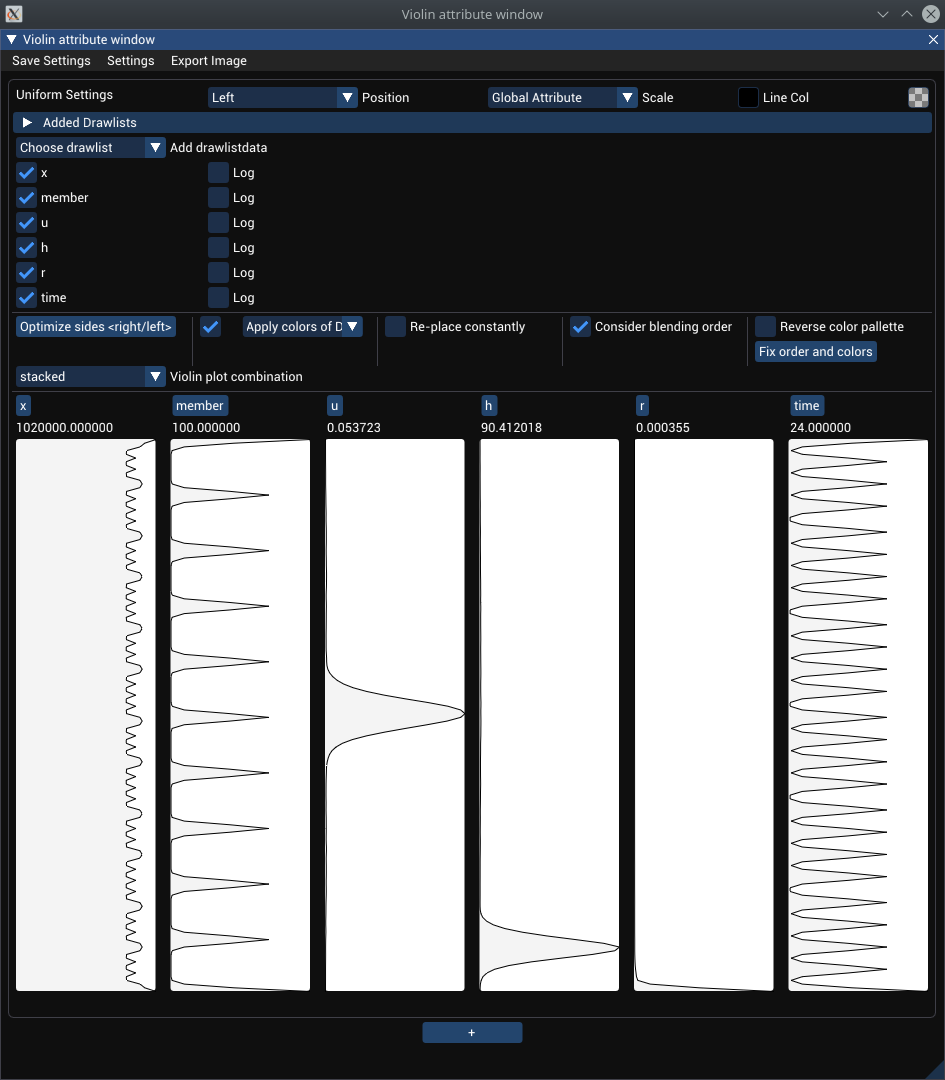 Violin attribute window
Violin attribute window
Save Settings Settings Export Image
Uniform Settings Left Position Global Attribute Scale Line Col
Added Drawlists
Choose drawlist Add drawlistdata
x Log
member Log
u Log
h Log
r Log
time Log
Optimize sides <right/left> Apply colors of D Re-place constantly Consider blending order Reverse color pallette
Fix order and colors
stacked Violin plot combination
x member u h r time
1020000.000000 100.000000 0.053723 90.412018 0.000355 24.000000
+